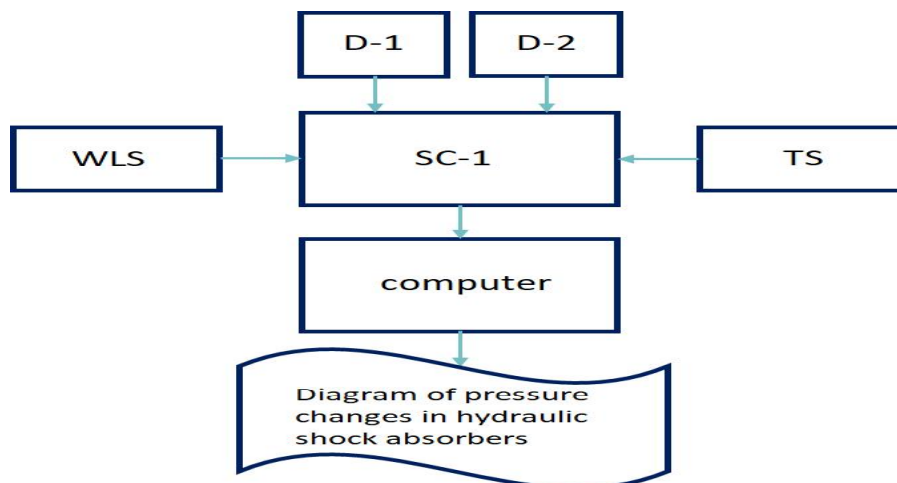 D-1
D-2
WLS
SC-1
TS
computer
Diagram of pressure
changes in hydraulic
shock absorbers